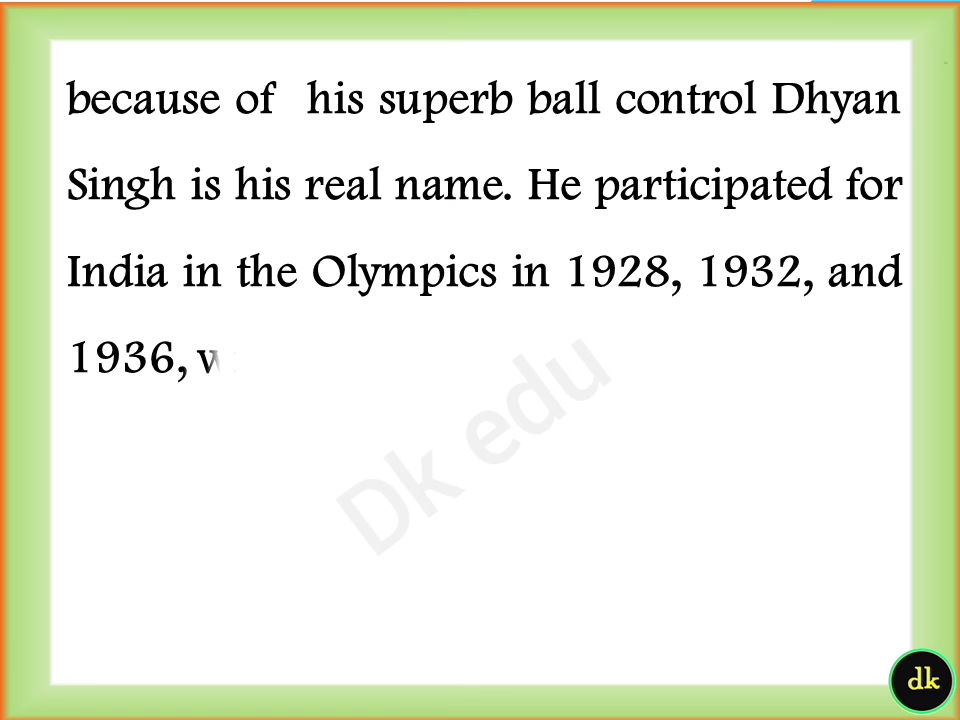 because of his superb ball control Dhyan
Singh is his real name. He participated for
India in the Olympics in 1928, 1932, and
1936,
Dk edu
dk